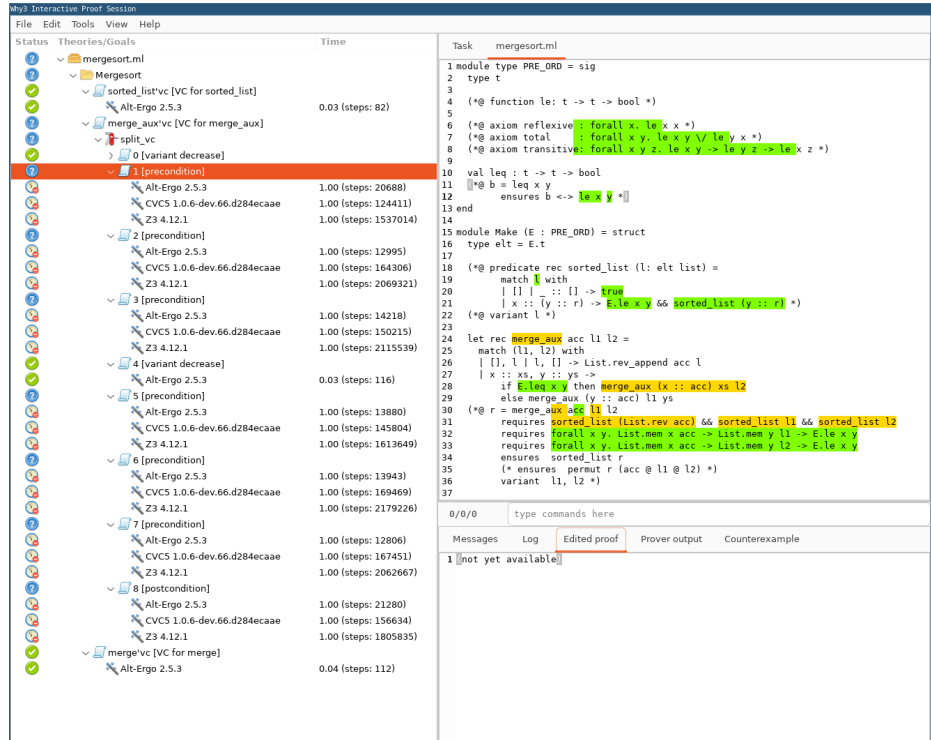 Why3 Interactive Proof Session
File Edit Tools View Help
Status Theories/Goals Time
mergesort.ml
Mergesort
sorted_list'vc [VC for sorted_list]
Alt-Ergo 2.5.3 0.03 (steps: 82)
merge_aux'vc [VC for merge_aux]
split_vc
0 [variant decrease]
1 [precondition]
Alt-Ergo 2.5.3 1.00 (steps: 20688)
CVC5 1.0.6-dev.66.d284ecaae 1.00 (steps: 124411)
Z3 4.12.1 1.00 (steps: 1537014)
2 [precondition]
Alt-Ergo 2.5.3 1.00 (steps: 12995)
CVC5 1.0.6-dev.66.d284ecaae 1.00 (steps: 164306)
Z3 4.12.1 1.00 (steps: 2069321)
3 [precondition]
Alt-Ergo 2.5.3 1.00 (steps: 14218)
CVC5 1.0.6-dev.66.d284ecaae 1.00 (steps: 150215)
Z3 4.12.1 1.00 (steps: 2115539)
4 [variant decrease]
Alt-Ergo 2.5.3 0.03 (steps: 116)
5 [precondition]
Alt-Ergo 2.5.3 1.00 (steps: 13880)
CVC5 1.0.6-dev.66.d284ecaae 1.00 (steps: 145804)
Z3 4.12.1 1.00 (steps: 1613649)
6 [precondition]
Alt-Ergo 2.5.3 1.00 (steps: 13943)
CVC5 1.0.6-dev.66.d284ecaae 1.00 (steps: 169469)
Z3 4.12.1 1.00 (steps: 2179226)
7 [precondition]
Alt-Ergo 2.5.3 1.00 (steps: 12806)
CVC5 1.0.6-dev.66.d284ecaae 1.00 (steps: 167451)
Z3 4.12.1 1.00 (steps: 2062667)
8 [postcondition]
Alt-Ergo 2.5.3 1.00 (steps: 21280)
CVC5 1.0.6-dev.66.d284ecaae 1.00 (steps: 156634)
Z3 4.12.1 1.00 (steps: 1805835)
merge'vc [VC for merge]
Alt-Ergo 2.5.3 0.04 (steps: 112)
Task mergesort.ml
1 module type PRE_ORD = sig
2 type t
3
4 (*@ function le: t -> t -> bool *)
5
6 (*@ axiom reflexive : forall x. le x x *)
7 (*@ axiom total : forall x y. le x y \/ le y x *)
8 (*@ axiom transitive: forall x y z. le x y -> le y z -> le x z *)
9
10 val leq : t -> t -> bool
11 (*@ b = leq x y
12 ensures b <-> le x y *)
13 end
14
15 module Make (E : PRE_ORD) = struct
16 type elt = E.t
17
18 (*@ predicate rec sorted_list (l: elt list) =
19 match l with
20 | [] | _ :: [] -> true
21 | x :: (y :: r) -> E.le x y && sorted_list (y :: r) *)
22 (*@ variant l *)
23
24 let rec merge_aux acc l1 l2 =
25 match (l1, l2) with
26 | [], l | l, [] -> List.rev_append acc l
27 | x :: xs, y :: ys ->
28 if E.leq x y then merge_aux (x :: acc) xs l2
29 else merge_aux (y :: acc) l1 ys
30 (*@ r = merge_aux acc l1 l2
31 requires sorted_list (List.rev acc) && sorted_list l1 && sorted_list l2
32 requires forall x y. List.mem x acc -> List.mem y l1 -> E.le x y
33 requires forall x y. List.mem x acc -> List.mem y l2 -> E.le x y
34 ensures sorted_list r
35 (* ensures permut r (acc @ l1 @ l2) *)
36 variant l1, l2 *)
37
0/0/0 type commands here
Messages Log Edited proof Prover output Counterexample
1 (not yet available)